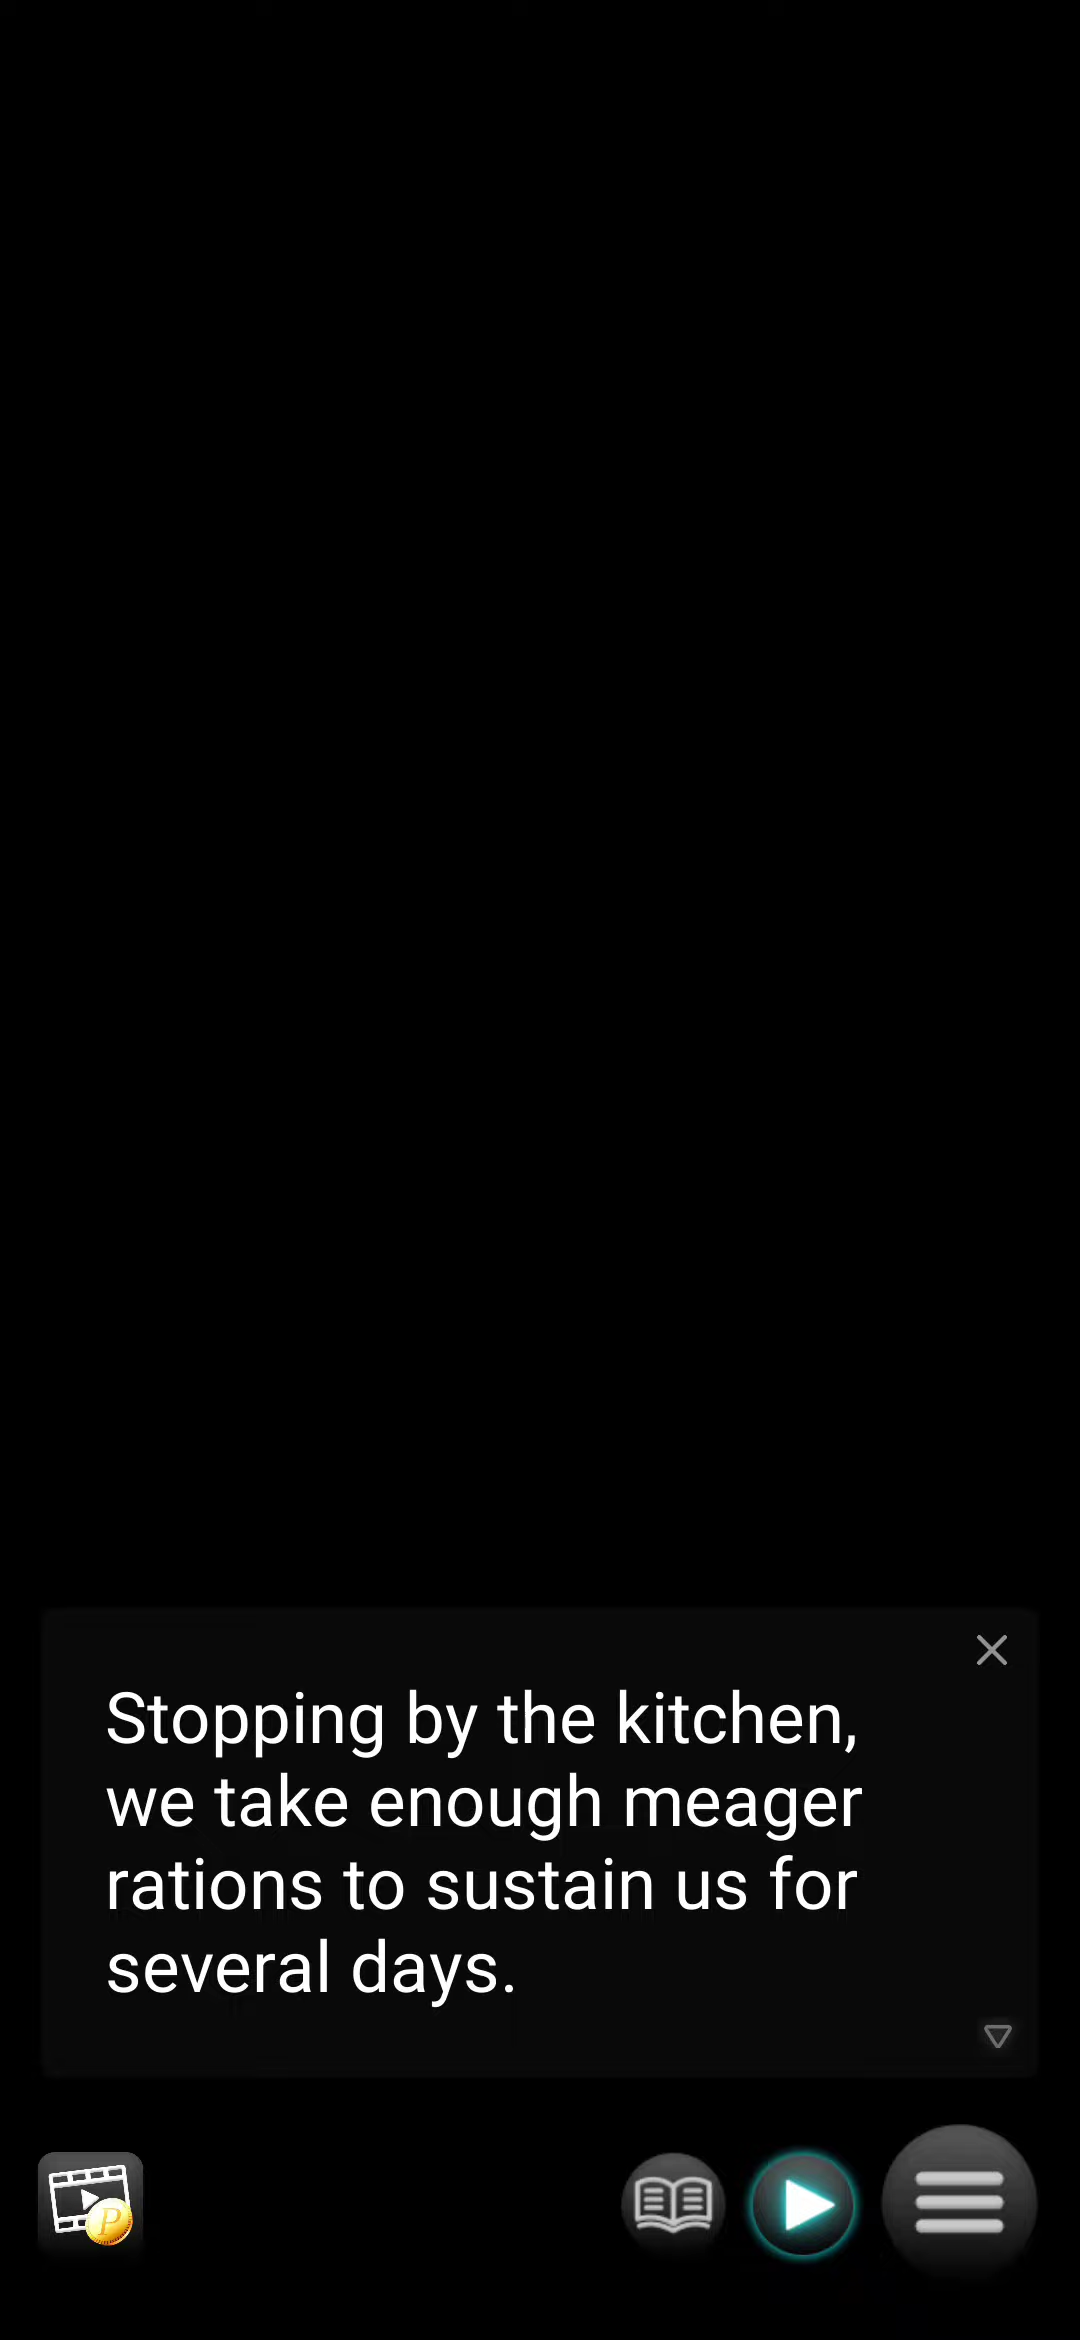 Stopping by the kitchen,
we take enough meager
rations to sustain us for
several days.
P